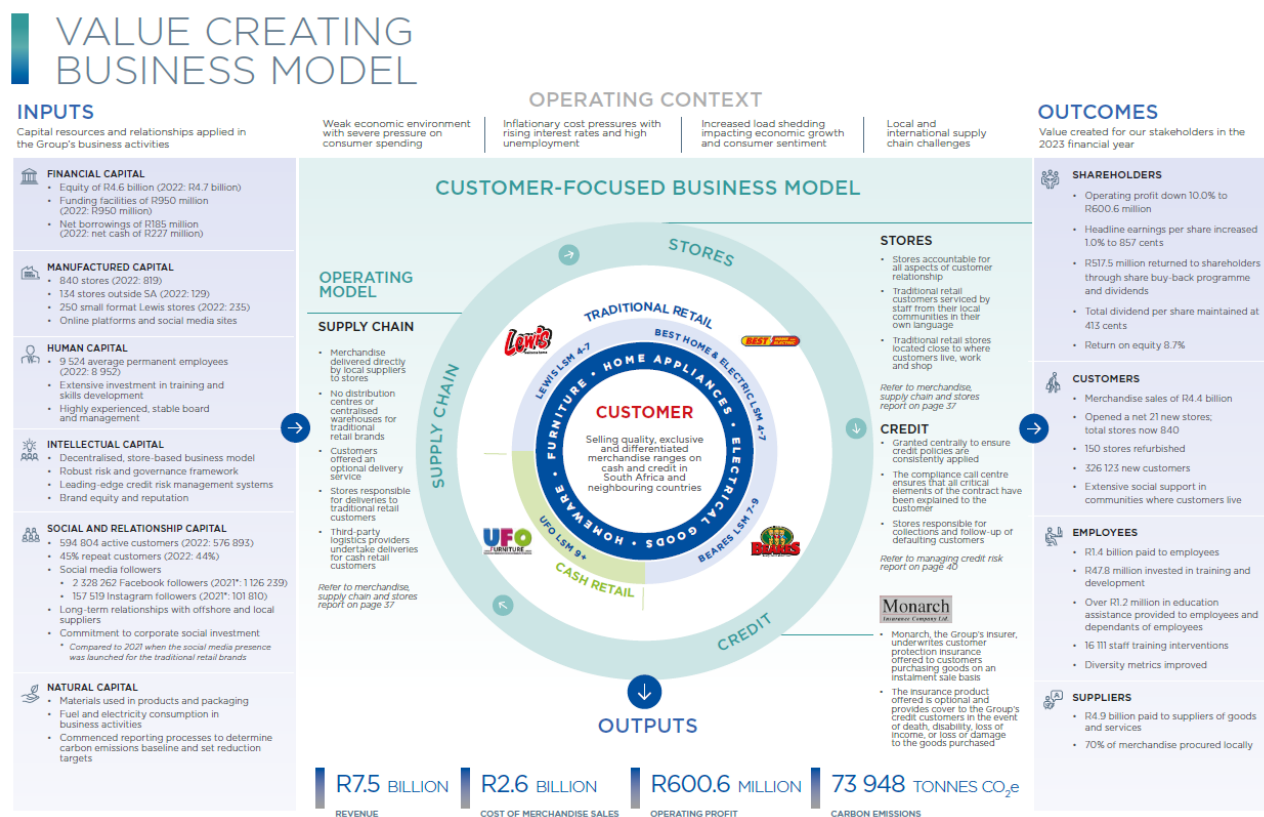 VALUE CREATING
BUSINESS MODEL
INPUTS
Capital resources and relationships applied in
the Group's business activities
FINANCIAL CAPITAL
• Equity of R4.6 billion (2022: R4.7 billion)
• Funding facilities of R950 million
(2022: R950 million)
• Net borrowings of R185 million
(2022: net cash of R227 million)
MANUFACTURED CAPITAL
• 840 stores (2022: 819)
• 134 stores outside SA (2022: 129)
• 250 small format Lewis stores (2022: 235)
• Online platforms and social media sites
HUMAN CAPITAL
• 9 524 average permanent employees
(2022: 8 952)
• Extensive investment in training and
skills development
• Highly experienced, stable board
and management
INTELLECTUAL CAPITAL
• Decentralised, store-based business model
• Robust risk and governance framework
• Leading-edge credit risk management systems
• Brand equity and reputation
SOCIAL AND RELATIONSHIP CAPITAL
• 594 804 active customers (2022: 576 893)
• 45% repeat customers (2022: 44%)
• Social media followers
• 2 328 262 Facebook followers (2021*: 1 126 239)
• 157 519 Instagram followers (2021*: 101 810)
• Long-term relationships with offshore and local
suppliers
• Commitment to corporate social investment
* Compared to 2021 when the social media presence
was launched for the traditional retail brands
NATURAL CAPITAL
• Materials used in products and packaging
• Fuel and electricity consumption in
business activities
• Commenced reporting processes to determine
carbon emissions baseline and set reduction
targets
OPERATING CONTEXT
Weak economic environment
with severe pressure on
consumer spending
Inflationary cost pressures with
rising interest rates and high
unemployment
Increased load shedding
impacting economic growth
and consumer sentiment
Local and
international supply
chain challenges
CUSTOMER-FOCUSED BUSINESS MODEL
OPERATING
MODEL
SUPPLY CHAIN
• Merchandise
delivered directly
by local suppliers
to stores
• No distribution
centres or
centralised
warehouses for
traditional
retail brands
• Customers
offered an
optional delivery
service
• Stores responsible
for deliveries to
traditional retail
customers
• Third-party
logistics providers
undertake deliveries
for cash retail
customers
Refer to merchandise,
supply chain and stores
report on page 37
SUPPLY CHAIN
STORES
CREDIT
TRADITIONAL RETAIL
CASH RETAIL
LEWIS LSM 4-7
BEST HOME & ELECTRIC LSM 4-7
BEARES LSM 7-9
UFO LSM 9+
FURNITURE • HOME APPLIANCES • ELECTRICAL GOODS • HOMEWARE •
Lewis
BEST
UFO
FURNITURE
BEARES
CUSTOMER
Selling quality, exclusive
and differentiated
merchandise ranges on
cash and credit in
South Africa and
neighbouring countries
STORES
• Stores accountable for
all aspects of customer
relationship
• Traditional retail
customers serviced by
staff from their local
communities in their
own language
• Traditional retail stores
located close to where
customers live, work
and shop
Refer to merchandise,
supply chain and stores
report on page 37
CREDIT
• Granted centrally to ensure
credit policies are
consistently applied
• The compliance call centre
ensures that all critical
elements of the contract have
been explained to the
customer
• Stores responsible for
collections and follow-up of
defaulting customers
Refer to managing credit risk
report on page 40
Monarch
Insurance Company Ltd.
• Monarch, the Group's insurer,
underwrites customer
protection insurance
offered to customers
purchasing goods on an
instalment sale basis
• The insurance product
offered is optional and
provides cover to the Group's
credit customers in the event
of death, disability, loss of
income, or loss or damage
to the goods purchased
OUTPUTS
R7.5 BILLION
REVENUE
R2.6 BILLION
COST OF MERCHANDISE SALES
R600.6 MILLION
OPERATING PROFIT
73 948 TONNES CO2e
CARBON EMISSIONS
OUTCOMES
Value created for our stakeholders in the
2023 financial year
SHAREHOLDERS
• Operating profit down 10.0% to
R600.6 million
• Headline earnings per share increased
1.0% to 857 cents
• R517.5 million returned to shareholders
through share buy-back programme
and dividends
• Total dividend per share maintained at
413 cents
• Return on equity 8.7%
CUSTOMERS
• Merchandise sales of R4.4 billion
• Opened a net 21 new stores;
total stores now 840
• 150 stores refurbished
• 326 123 new customers
• Extensive social support in
communities where customers live
EMPLOYEES
• R1.4 billion paid to employees
• R47.8 million invested in training and
development
• Over R1.2 million in education
assistance provided to employees and
dependants of employees
• 16 111 staff training interventions
• Diversity metrics improved
SUPPLIERS
• R4.9 billion paid to suppliers of goods
and services
• 70% of merchandise procured locally